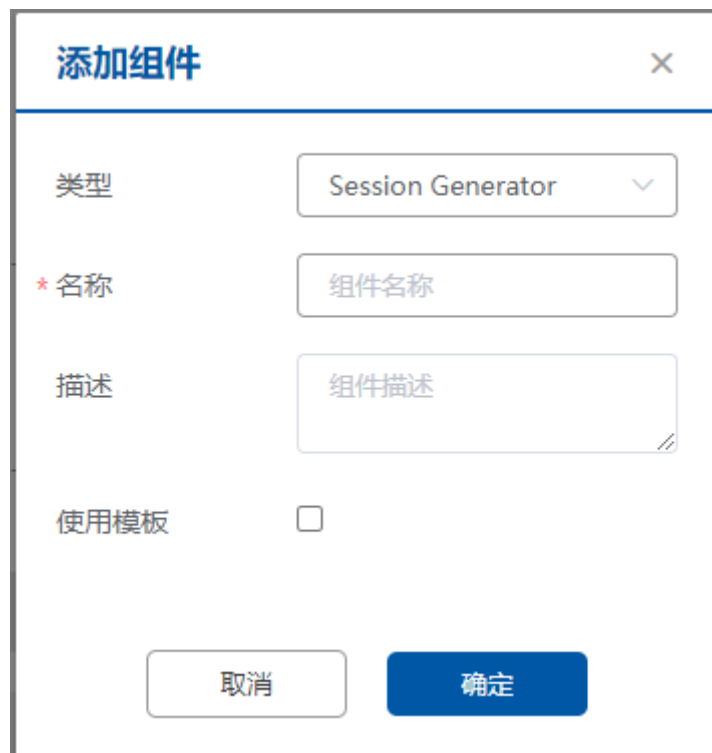 添加组件
类型 Session Generator
* 名称 组件名称
描述 组件描述
使用模板
取消 确定